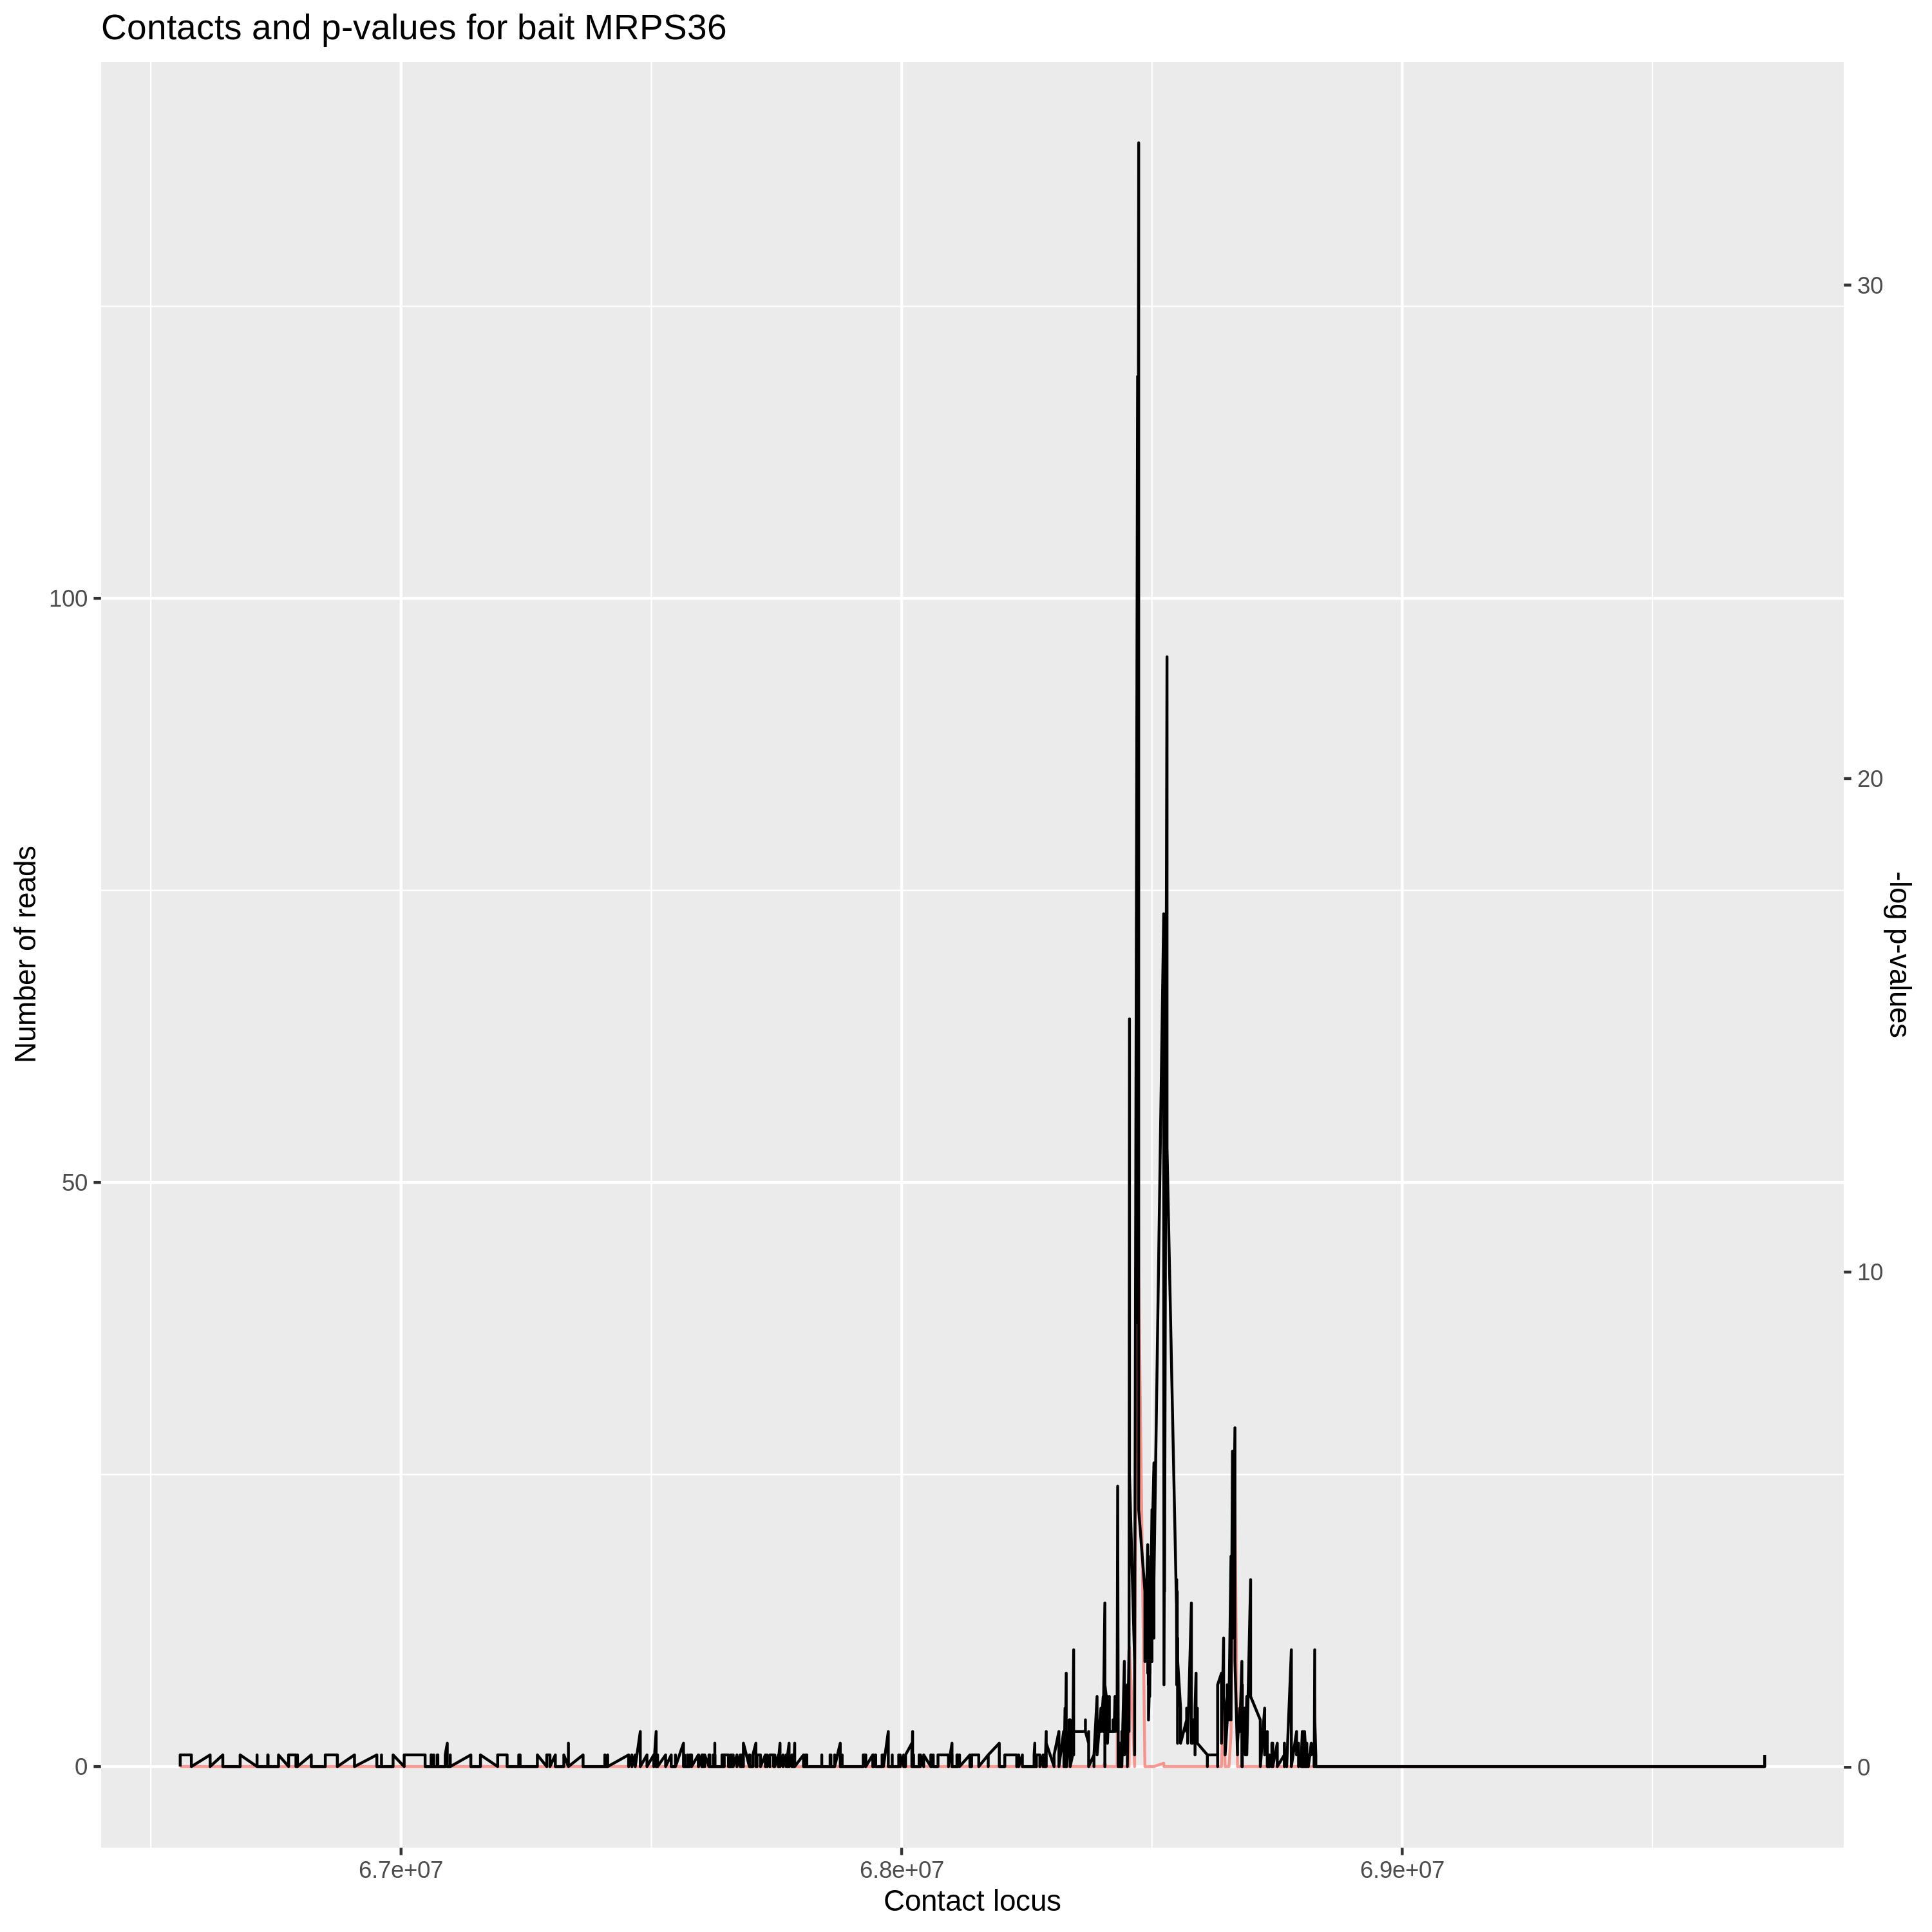 Contacts and p-values for bait MRPS36
Number of reads
100
50
0
30
20
10
0
-log p-values
6.7e+07
6.8e+07
6.9e+07
Contact locus